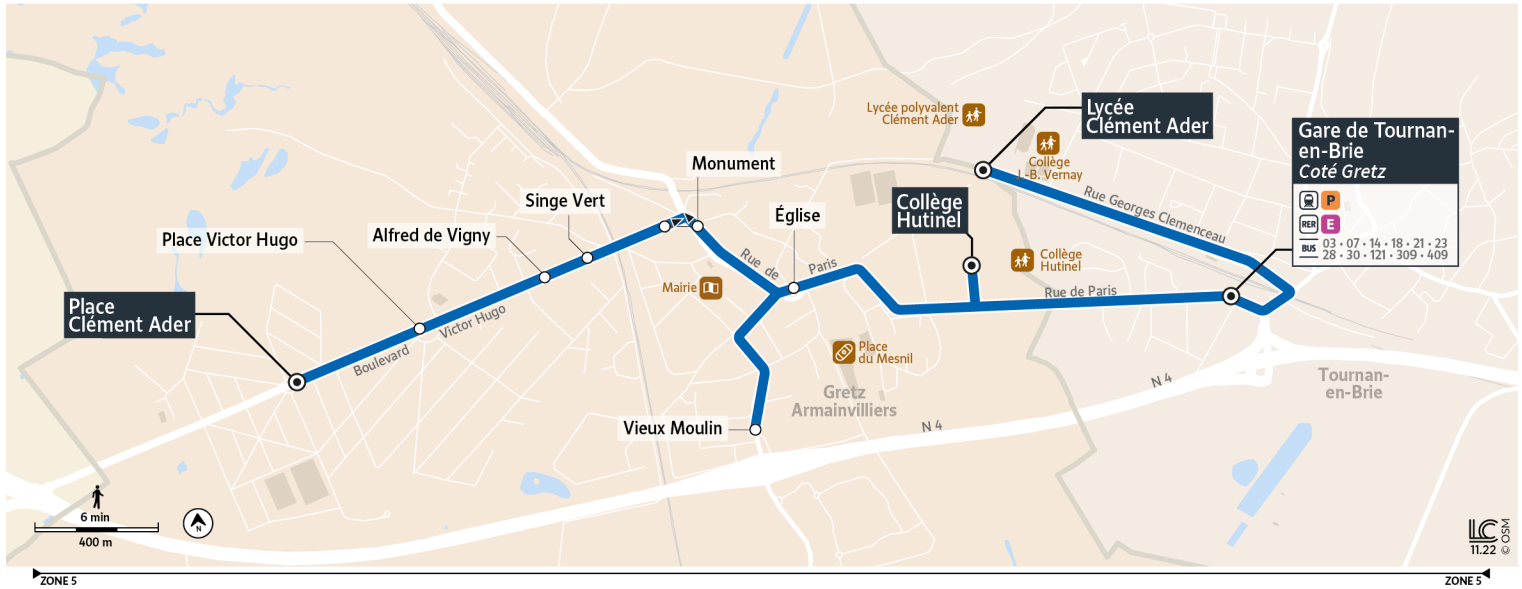 Lycée polyvalent
Clément Ader
Lycée
Clément Ader
Gare de Tournan-
en-Brie
Coté Gretz
P
RER E
BUS
03 • 07 • 14 • 18 • 21 • 23
28 • 30 • 121 • 309 • 409
Collège
J.-B. Vernay
Monument
Singe Vert
Collège
Hutinel
Rue Georges Clemenceau
Église
Place Victor Hugo
Alfred de Vigny
Rue de Paris
Collège
Hutinel
Mairie
Rue de Paris
Place
Clément Ader
Boulevard Victor Hugo
Place
du Mesnil
Gretz
Armainvilliers
N 4
Tournan-
en-Brie
Vieux Moulin
N 4
6 min
400 m
N
LC
11.22
© OSM
ZONE 5
ZONE 5